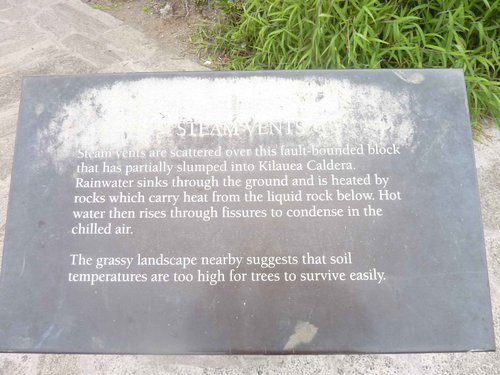 STEAM VENTS
Steam vents are scattered over this fault-bounded block
that has partially slumped into Kilauea Caldera.
Rainwater sinks through the ground and is heated by
rocks which carry heat from the liquid rock below. Hot
water then rises through fissures to condense in the
chilled air.
The grassy landscape nearby suggests that soil
temperatures are too high for trees to survive easily.